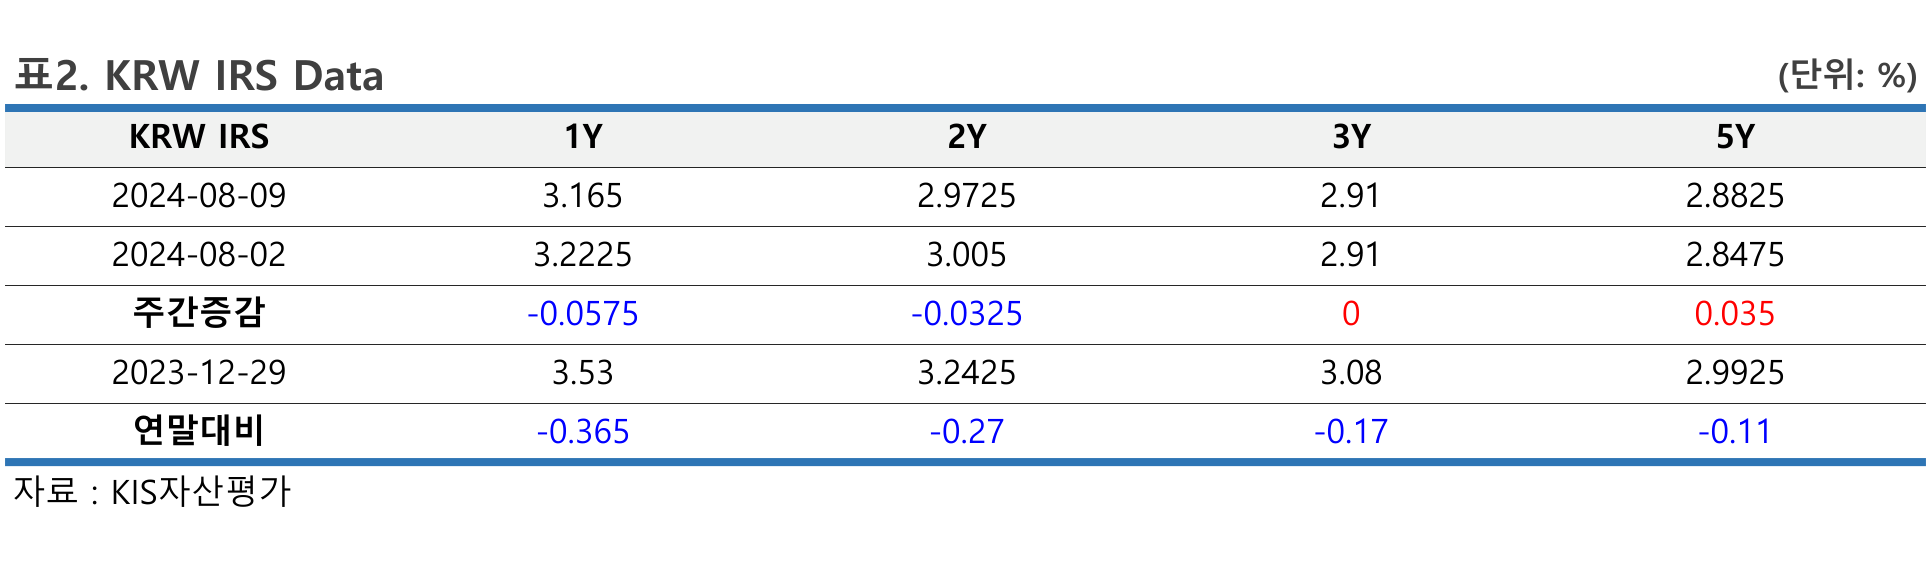 표2. KRW IRS Data (단위: %)
KRW IRS 1Y 2Y 3Y 5Y
2024-08-09 3.165 2.9725 2.91 2.8825
2024-08-02 3.2225 3.005 2.91 2.8475
주간증감 -0.0575 -0.0325 0 0.035
2023-12-29 3.53 3.2425 3.08 2.9925
연말대비 -0.365 -0.27 -0.17 -0.11
자료 : KIS자산평가